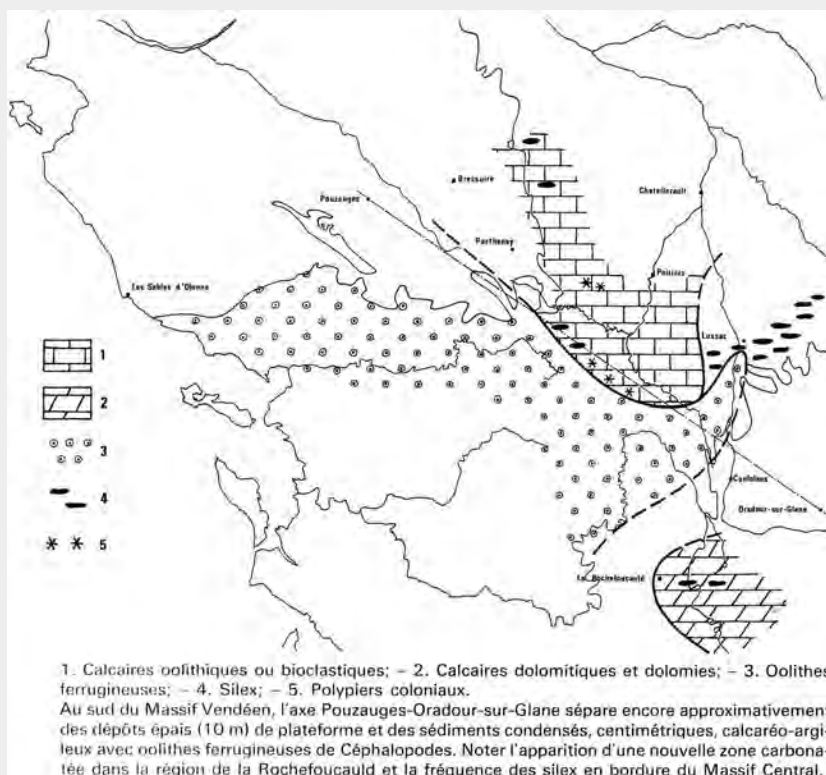 Bressuire
Chatellerault
Pouzauges
Parthenay
Poitiers
Les Sables d'Olonne
Lussac
1
2
3
4
5
Confolens
Oradour-sur-Glane
La Rochefoucauld
1. Calcaires oolithiques ou bioclastiques; – 2. Calcaires dolomitiques et dolomies; – 3. Oolithes
ferrugineuses; – 4. Silex; – 5. Polypiers coloniaux.
Au sud du Massif Vendéen, l'axe Pouzauges-Oradour-sur-Glane sépare encore approximativement
des dépôts épais (10 m) de plateforme et des sédiments condensés, centimétriques, calcaréo-argi-
leux avec oolithes ferrugineuses de Céphalopodes. Noter l'apparition d'une nouvelle zone carbona-
tée dans la région de la Rochefoucauld et la fréquence des silex en bordure du Massif Central.